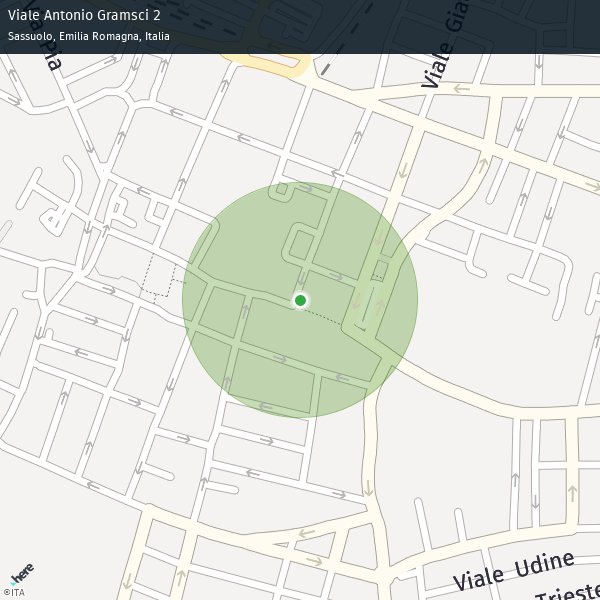 Viale Antonio Gramsci 2
Sassuolo, Emilia Romagna, Italia
Pia
Viale Gia
Viale Udine
Trieste
here
©ITA